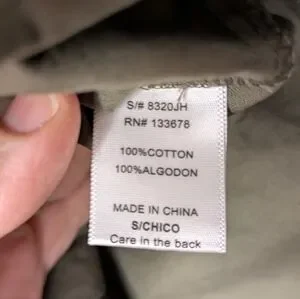 S/# 8320JH
RN# 133678
100%COTTON
100%ALGODON
MADE IN CHINA
S/CHICO
Care in the back